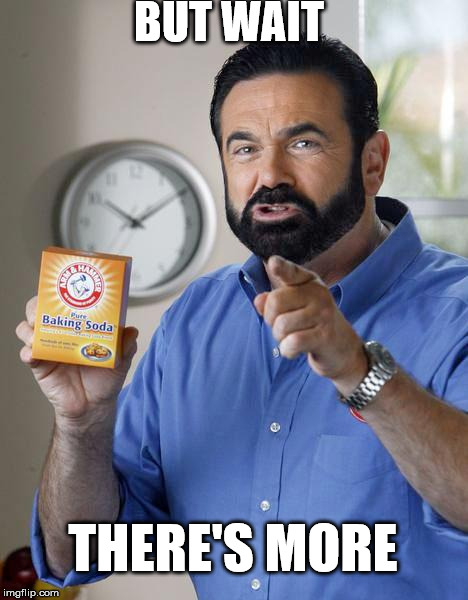 BUT WAIT
ARM & HAMMER
Pure
Baking Soda
THERE'S MORE
imgflip.com